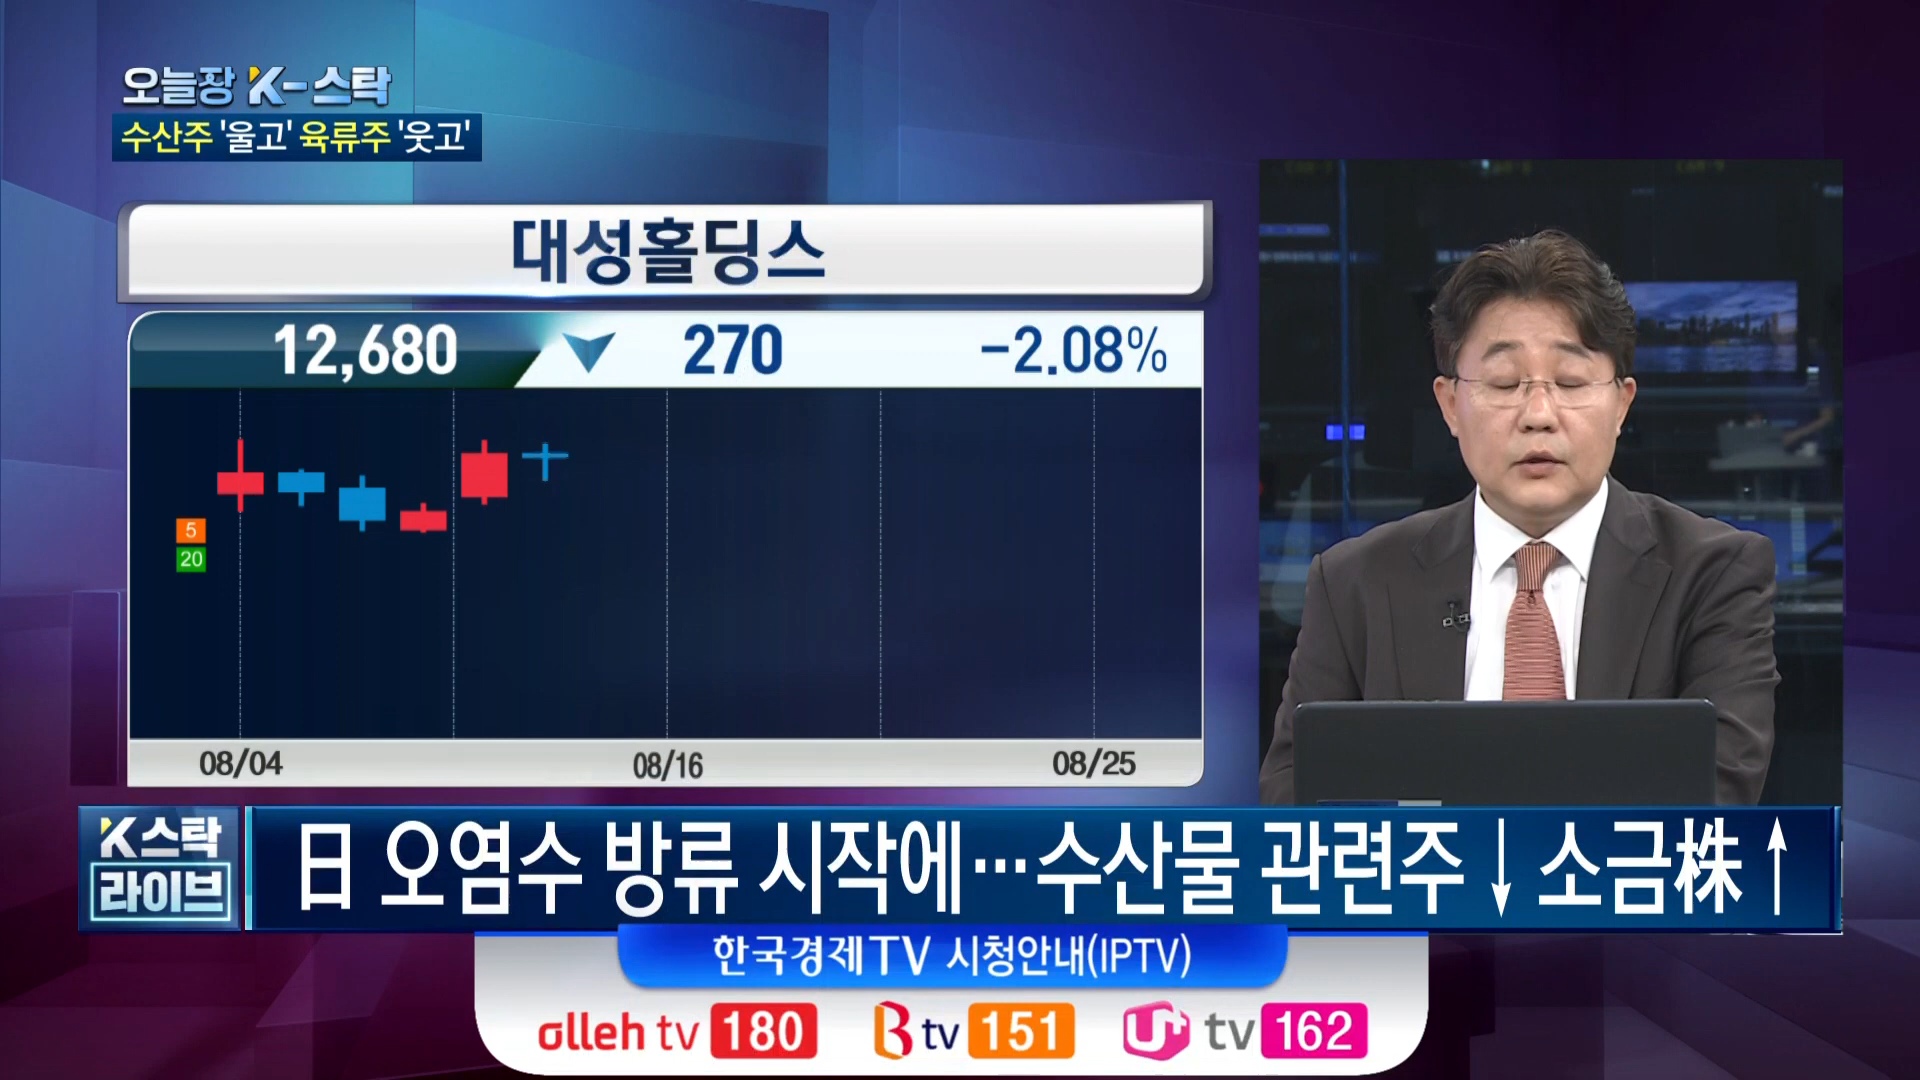 오늘장 K-스탁
수산주 '울고' 육류주 '웃고'
대성홀딩스
12,680 ▼ 270 -2.08%
5
20
08/04 08/16 08/25
K스탁
라이브
日 오염수 방류 시작에…수산물 관련주↓ 소금株↑
한국경제TV 시청안내(IPTV)
olleh tv 180 B tv 151 U+ tv 162